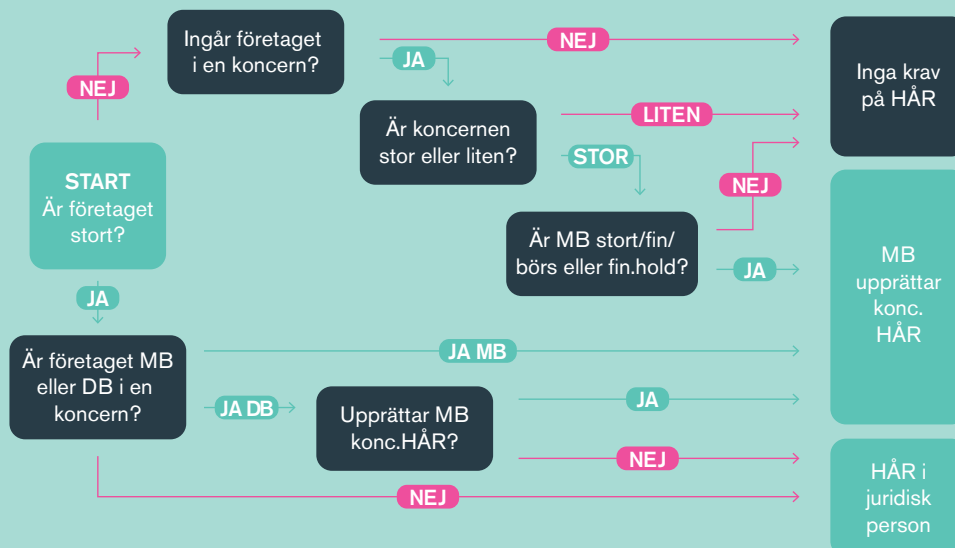 Ingår företaget
i en koncern?
NEJ
JA
NEJ
Inga krav
på HÅR
Är koncernen
stor eller liten?
LITEN
STOR
NEJ
START
Är företaget
stort?
Är MB stort/fin/
börs eller fin.hold?
JA
MB
upprättar
konc.
HÅR
JA
Är företaget MB
eller DB i en
koncern?
JA MB
JA DB
Upprättar MB
konc.HÅR?
JA
NEJ
NEJ
HÅR i
juridisk
person